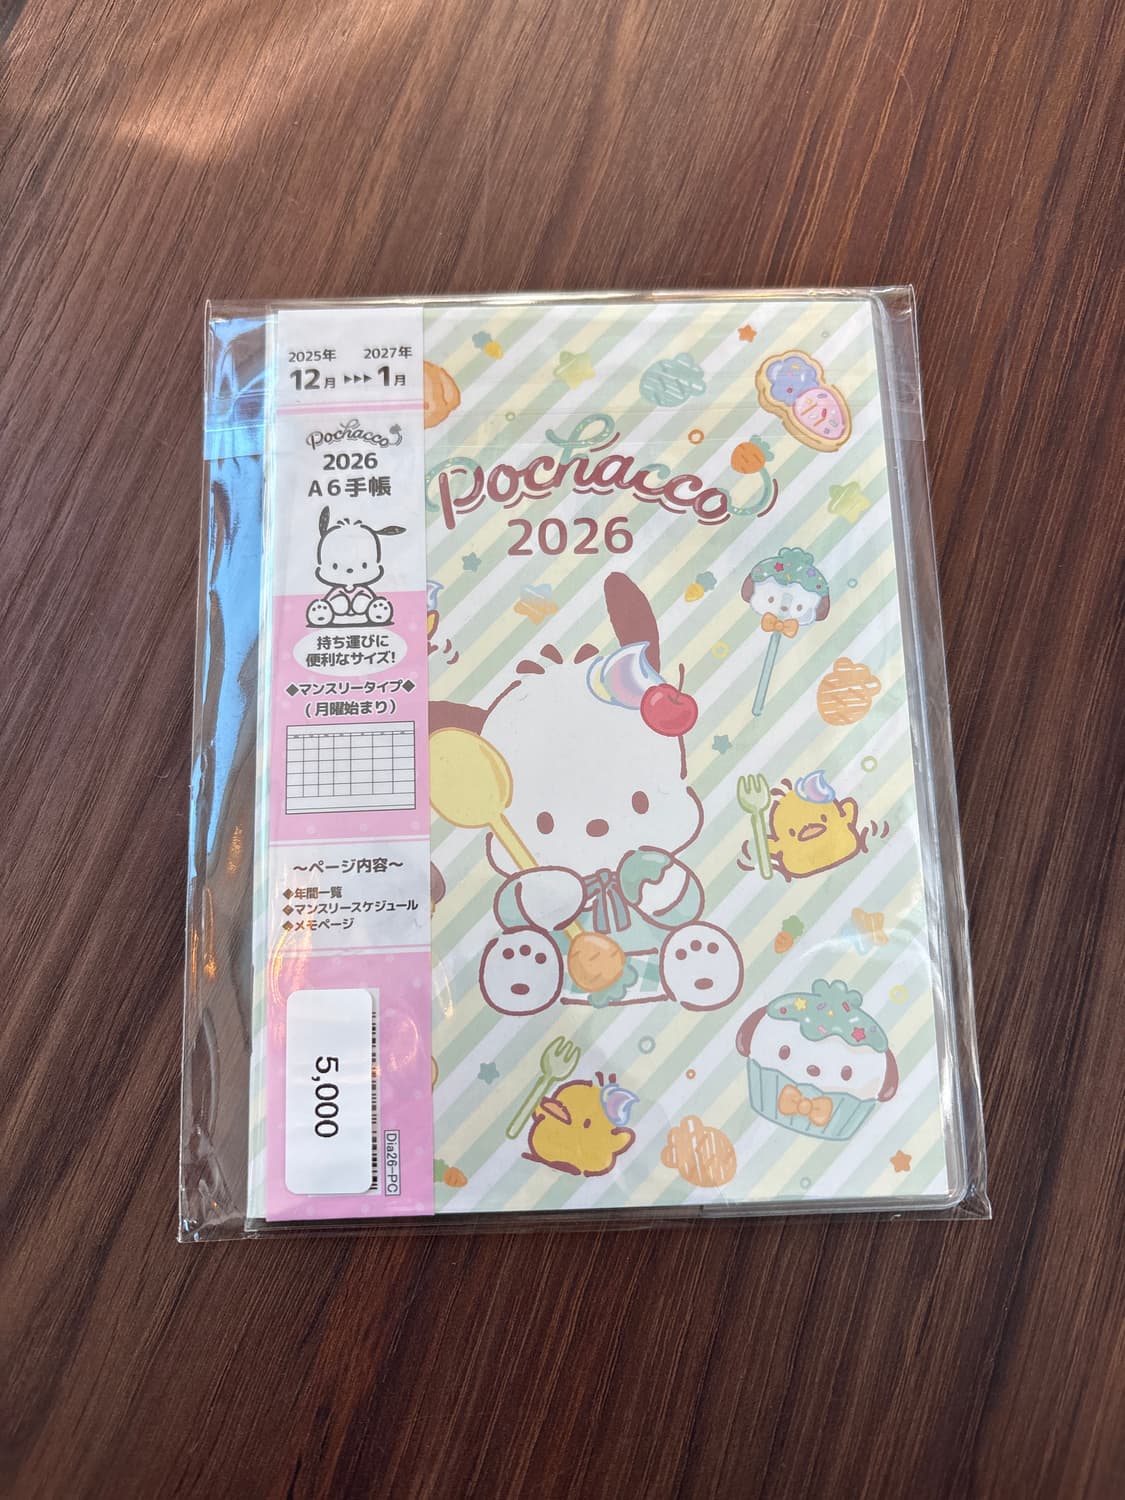 2025年 2027年
12月 ▶▶▶ 1月
Pochacco
2026
A6手帳
持ち運びに
便利なサイズ!
◆マンスリータイプ◆
(月曜始まり)
～ページ内容～
◆年間一覧
◆マンスリースケジュール
◆メモページ
5,000
Dia26-PC
Pochacco
2026